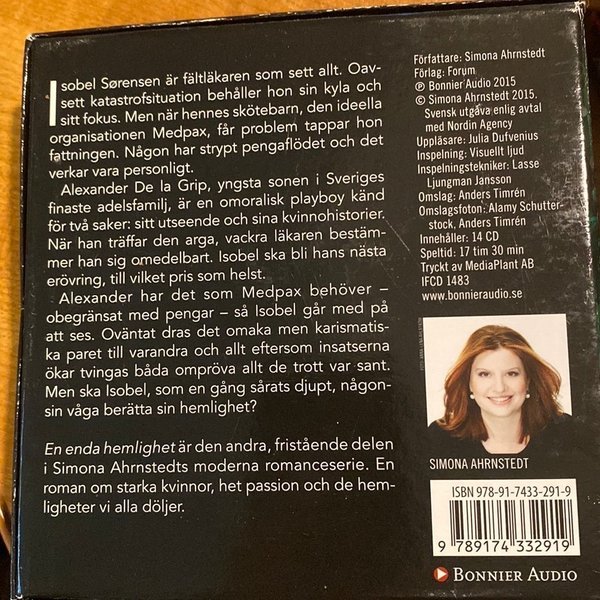 Isobel Sørensen är fältläkaren som sett allt. Oav-
sett katastrofsituation behåller hon sin kyla och
sitt fokus. Men när hennes skötebarn, den ideella
organisationen Medpax, får problem tappar hon
fattningen. Någon har strypt pengaflödet och det
verkar vara personligt.
Alexander De la Grip, yngsta sonen i Sveriges
finaste adelsfamilj, är en omoralisk playboy känd
för två saker: sitt utseende och sina kvinnohistorier.
När han träffar den arga, vackra läkaren bestäm-
mer han sig omedelbart. Isobel ska bli hans nästa
erövring, till vilket pris som helst.
Alexander har det som Medpax behöver –
obegränsat med pengar – så Isobel går med på
att ses. Oväntat dras det omaka men karismatis-
ka paret till varandra och allt eftersom insatserna
ökar tvingas båda ompröva allt de trott var sant.
Men ska Isobel, som en gång sårats djupt, någon-
sin våga berätta sin hemlighet?
En enda hemlighet är den andra, fristående delen
i Simona Ahrnstedts moderna romanceserie. En
roman om starka kvinnor, het passion och de hem-
ligheter vi alla döljer.
Författare: Simona Ahrnstedt
Förlag: Forum
℗ Bonnier Audio 2015
© Simona Ahrnstedt 2015.
Svensk utgåva enlig avtal
med Nordin Agency
Uppläsare: Julia Dufvenius
Inspelning: Visuellt ljud
Inspelningstekniker: Lasse
Ljungman Jansson
Omslag: Anders Timrén
Omslagsfoton: Alamy Schutter-
stock, Anders Timrén
Innehåller: 14 CD
Speltid: 17 tim 30 min
Tryckt av MediaPlant AB
IFCD 1483
www.bonnieraudio.se
SIMONA AHRNSTEDT
ISBN 978-91-7433-291-9
9 789174 332919
BONNIER AUDIO